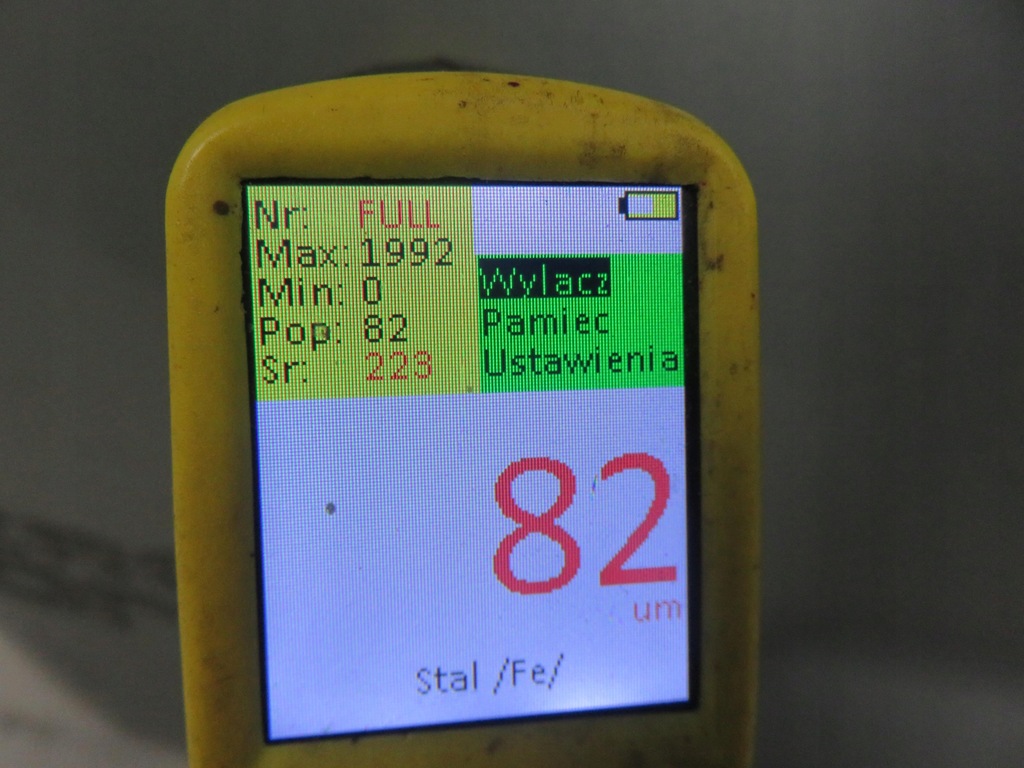 Nr: FULL
Max: 1992
Min: 0
Pop: 82
Sr: 223
Wylacz
Pamiec
Ustawienia
82
um
Stal /Fe/